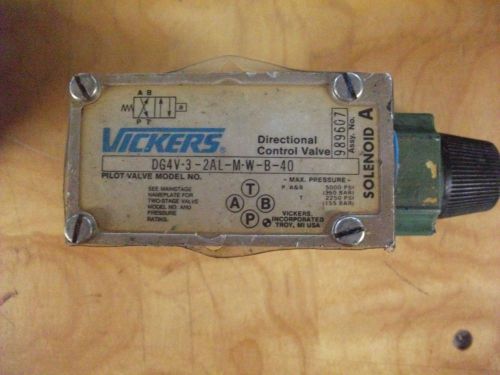 A B
P T
a
VICKERS®
Directional
Control Valve
DG4V-3-2AL-M-W-B-40
PILOT VALVE MODEL NO.
SEE MAINSTAGE
NAMEPLATE FOR
TWO-STAGE VALVE
MODEL NO. AND
PRESSURE
RATING.
T
A B
P
- MAX. PRESSURE -
P, A&B 5000 PSI
(350 BAR)
T 2250 PSI
(155 BAR)
VICKERS,
INCORPORATED
TROY, MI USA
989607
Assy. No.
SOLENOID A